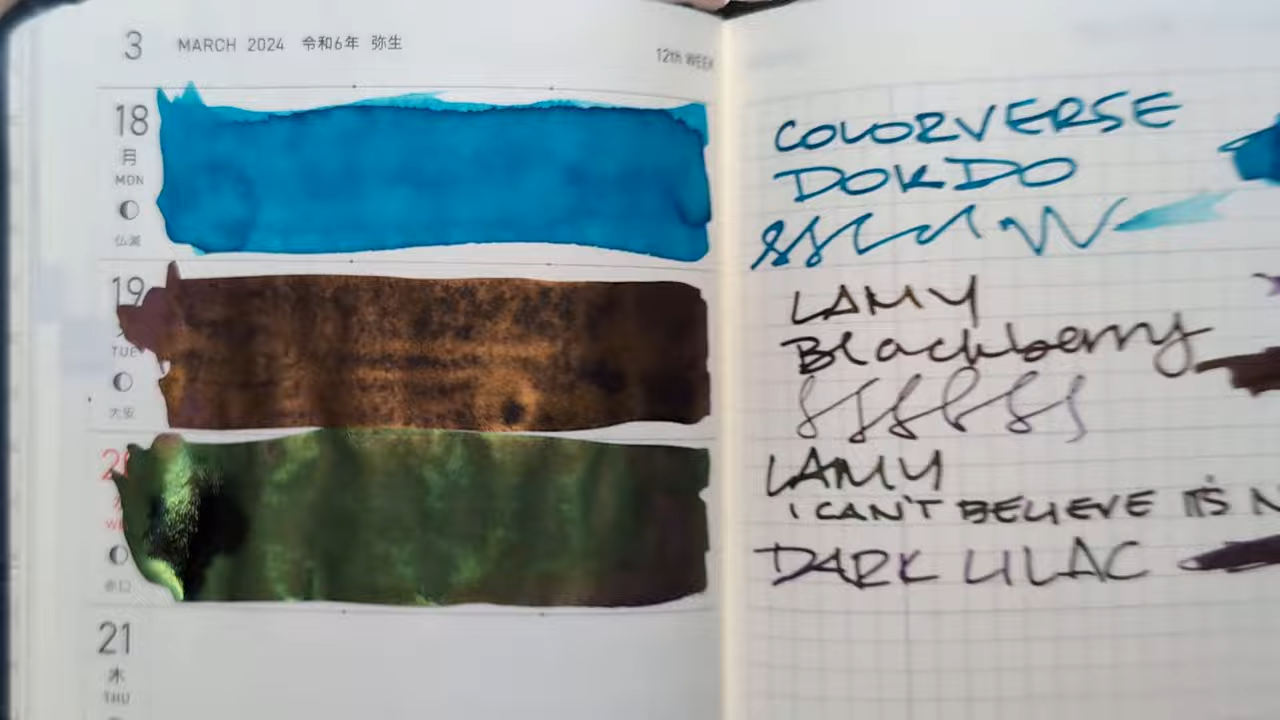 3 MARCH 2024 令和6年 弥生
12th WEEK
18
月
MON
仏滅
19
TUE
大安
赤口
21
木
THU
COLORVERSE
DOKDO
LAMY
Blackberry
LAMY
I CAN'T BELIEVE IT'S N
DARK LILAC